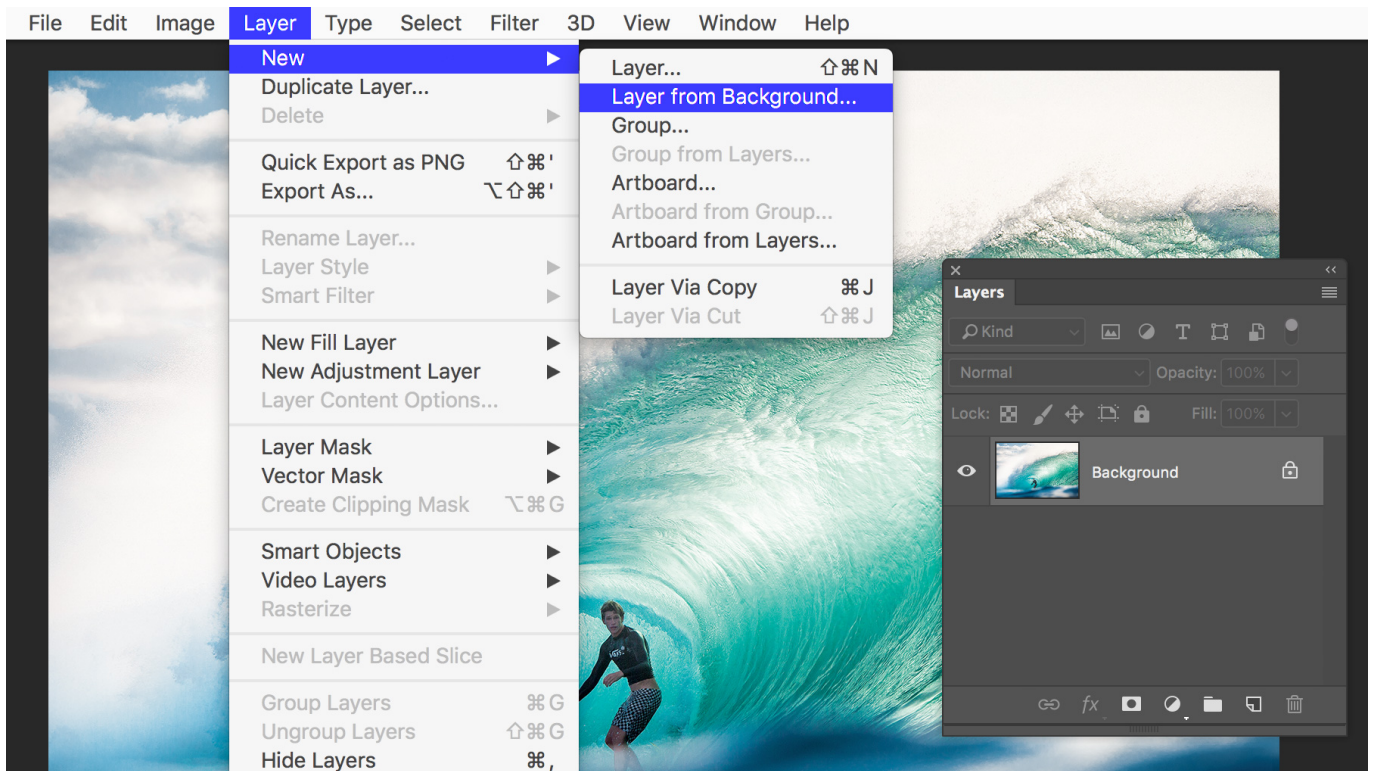 File Edit Image Layer Type Select Filter 3D View Window Help
New
Duplicate Layer...
Delete
Quick Export as PNG ⇧⌘'
Export As... ⌥⇧⌘'
Rename Layer...
Layer Style
Smart Filter
New Fill Layer
New Adjustment Layer
Layer Content Options...
Layer Mask
Vector Mask
Create Clipping Mask ⌥⌘G
Smart Objects
Video Layers
Rasterize
New Layer Based Slice
Group Layers ⌘G
Ungroup Layers ⇧⌘G
Hide Layers ⌘,
Layer... ⇧⌘N
Layer from Background...
Group...
Group from Layers...
Artboard...
Artboard from Group...
Artboard from Layers...
Layer Via Copy ⌘J
Layer Via Cut ⇧⌘J
Layers
Kind
Normal Opacity: 100%
Lock: Fill: 100%
Background
fx